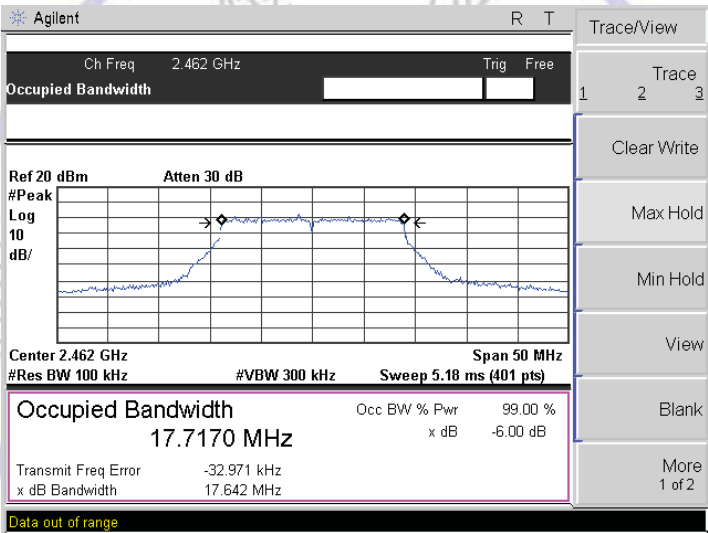 Agilent R T
Trace/View
Ch Freq 2.462 GHz Trig Free
Occupied Bandwidth
Trace
1 2 3
Clear Write
Max Hold
Min Hold
View
Blank
More
1 of 2
Ref 20 dBm Atten 30 dB
#Peak
Log
10
dB/
Center 2.462 GHz Span 50 MHz
#Res BW 100 kHz #VBW 300 kHz Sweep 5.18 ms (401 pts)
Occupied Bandwidth Occ BW % Pwr 99.00 %
17.7170 MHz x dB -6.00 dB
Transmit Freq Error -32.971 kHz
x dB Bandwidth 17.642 MHz
Data out of range